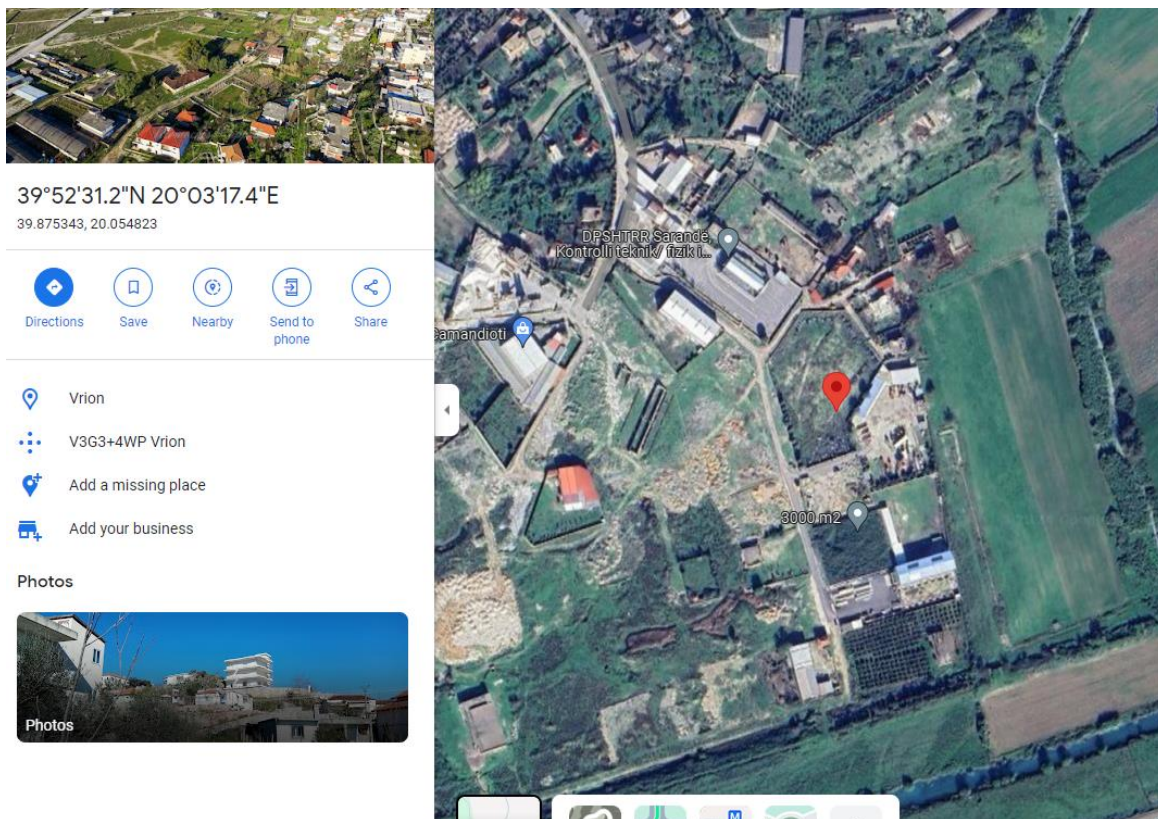 39°52'31.2"N 20°03'17.4"E
39.875343, 20.054823
Directions
Save
Nearby
Send to
phone
Share
Vrion
V3G3+4WP Vrion
Add a missing place
Add your business
Photos
Photos
DPSHTRR Sarandë,
Kontrolli teknik/ fizik i...
Camandioti
3000 m2
M